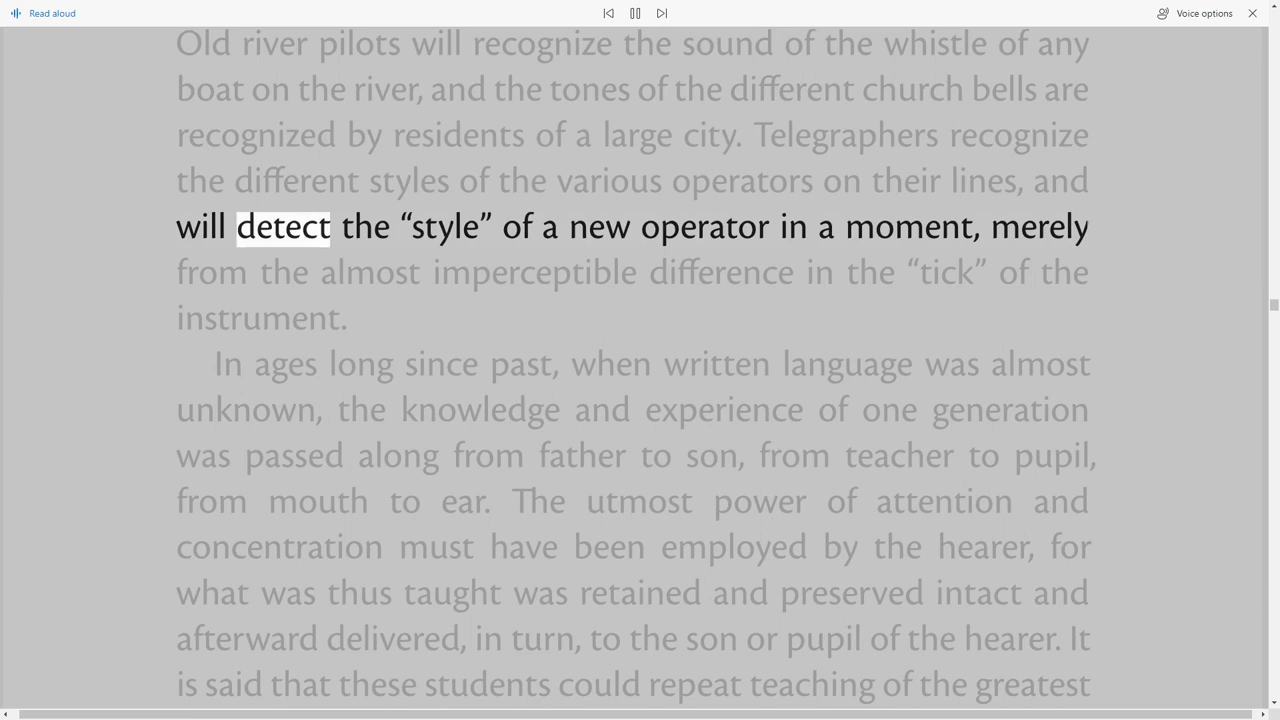 Read aloud
Voice options
Old river pilots will recognize the sound of the whistle of any
boat on the river, and the tones of the different church bells are
recognized by residents of a large city. Telegraphers recognize
the different styles of the various operators on their lines, and
will detect the “style” of a new operator in a moment, merely
from the almost imperceptible difference in the “tick” of the
instrument.
In ages long since past, when written language was almost
unknown, the knowledge and experience of one generation
was passed along from father to son, from teacher to pupil,
from mouth to ear. The utmost power of attention and
concentration must have been employed by the hearer, for
what was thus taught was retained and preserved intact and
afterward delivered, in turn, to the son or pupil of the hearer. It
is said that these students could repeat teaching of the greatest